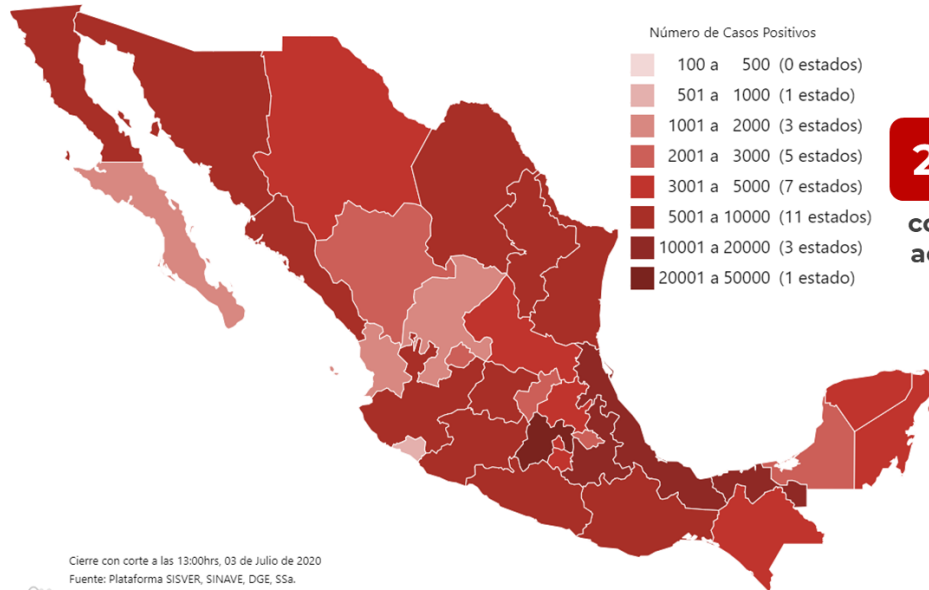 Número de Casos Positivos
100 a 500 (0 estados)
501 a 1000 (1 estado)
1001 a 2000 (3 estados)
2001 a 3000 (5 estados)
3001 a 5000 (7 estados)
5001 a 10000 (11 estados)
10001 a 20000 (3 estados)
20001 a 50000 (1 estado)
2
Cierre con corte a las 13:00hrs, 03 de Julio de 2020
Fuente: Plataforma SISVER, SINAVE, DGE, SSa.